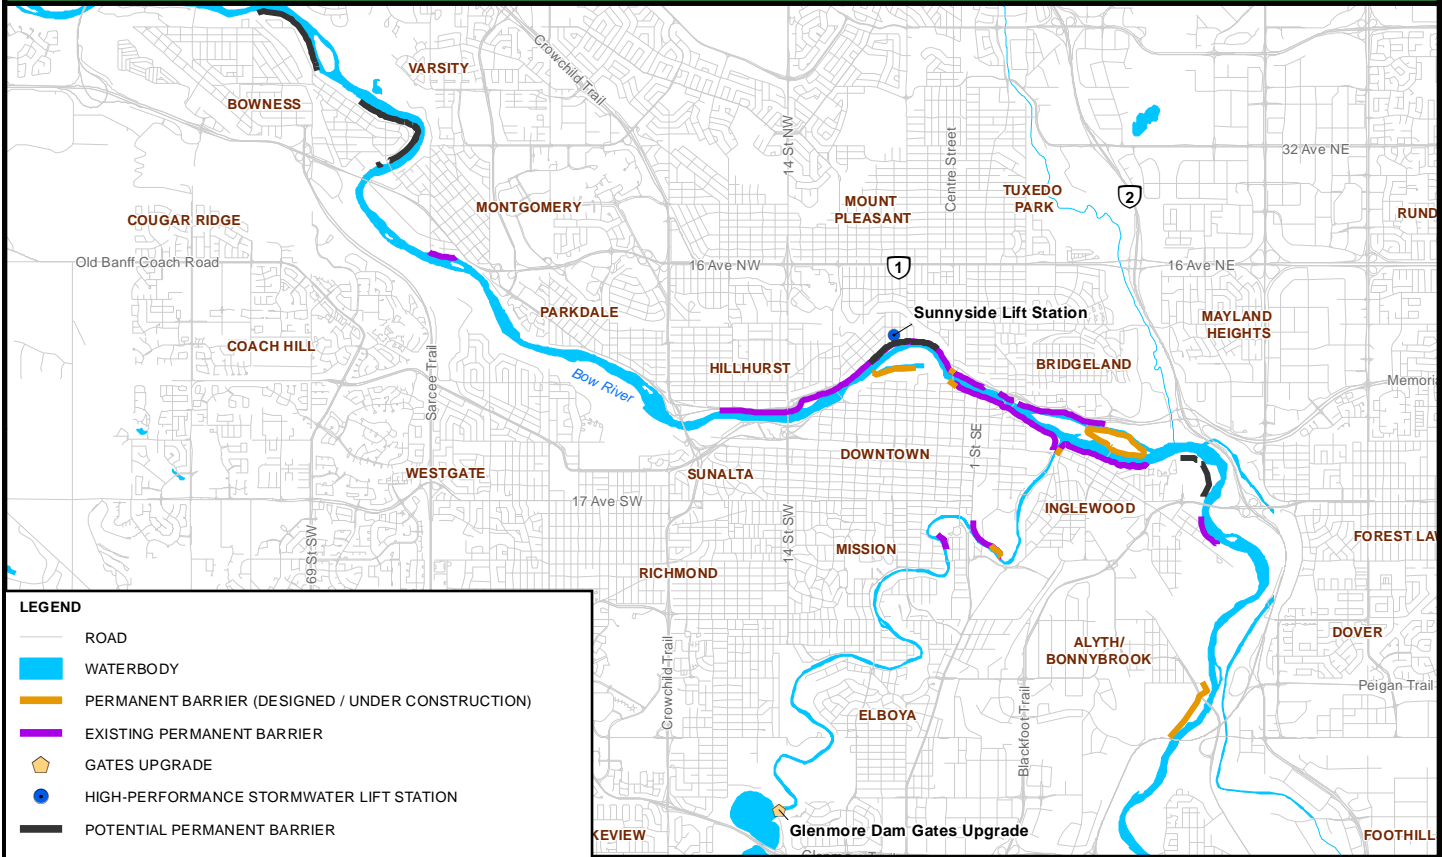 VARSITY
Crowchild Trail
BOWNESS
14 St NW
Centre Street
32 Ave NE
COUGAR RIDGE
MONTGOMERY
MOUNT
PLEASANT
TUXEDO
PARK
2
RUND
Old Banff Coach Road
16 Ave NW
1
16 Ave NE
PARKDALE
Sunnyside Lift Station
MAYLAND
HEIGHTS
COACH HILL
Sarcee Trail
HILLHURST
BRIDGELAND
Bow River
Memoria
WESTGATE
SUNALTA
DOWNTOWN
1 St SE
17 Ave SW
14 St SW
INGLEWOOD
69 St SW
MISSION
FOREST LAW
RICHMOND
ALYTH/
BONNYBROOK
DOVER
Crowchild Trail
Blackfoot Trail
Peigan Trail
ELBOYA
KEVIEW
Glenmore Dam Gates Upgrade
FOOTHILL
Glenmore Trail
LEGEND
ROAD
WATERBODY
PERMANENT BARRIER (DESIGNED / UNDER CONSTRUCTION)
EXISTING PERMANENT BARRIER
GATES UPGRADE
HIGH-PERFORMANCE STORMWATER LIFT STATION
POTENTIAL PERMANENT BARRIER